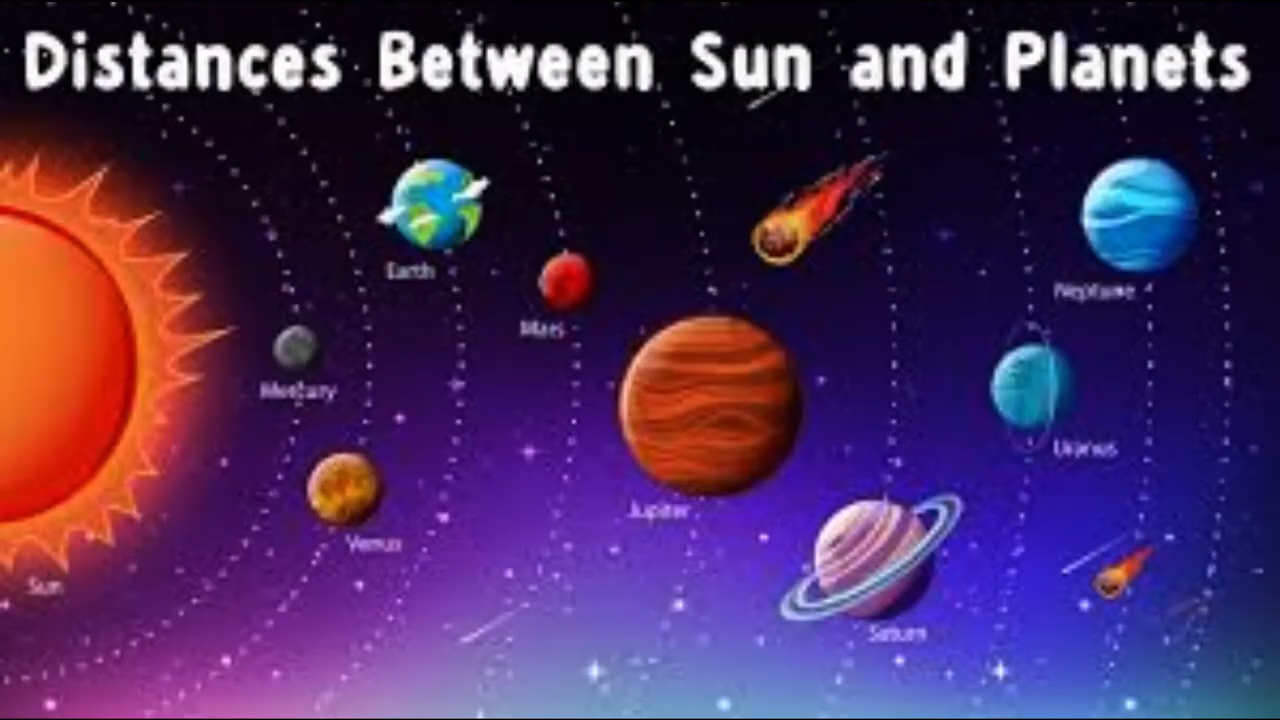 Distances Between Sun and Planets
Earth
Neptune
Mars
Mercury
Uranus
Jupiter
Venus
Sun
Saturn